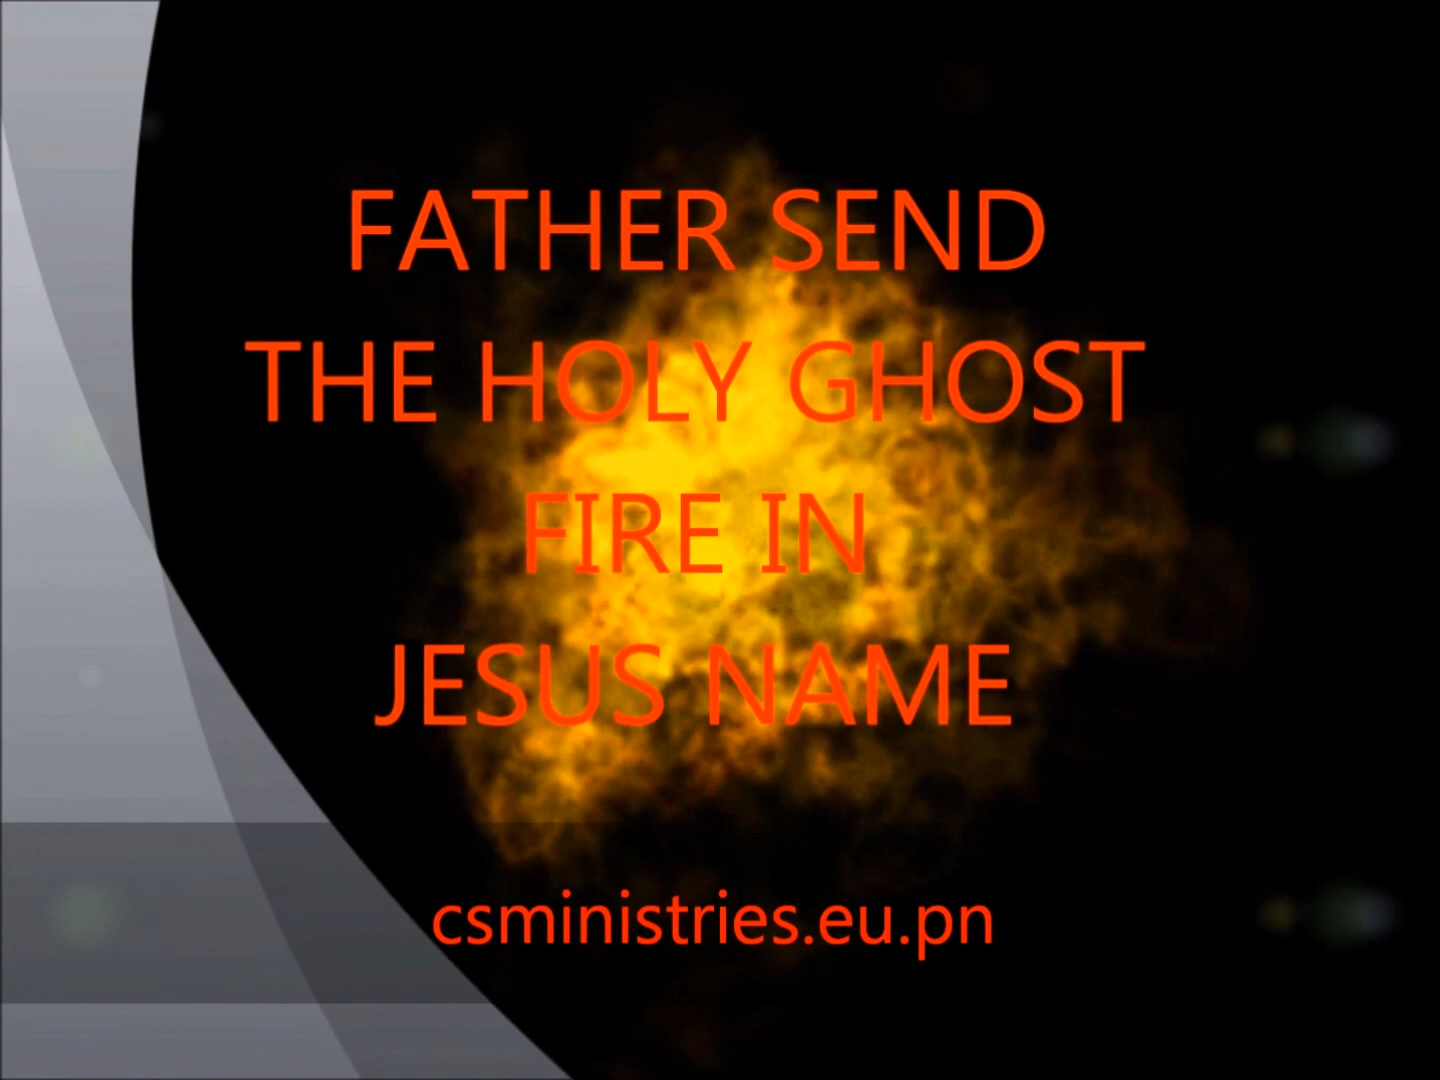 FATHER SEND
THE HOLY GHOST
FIRE IN
JESUS NAME
csministries.eu.pn